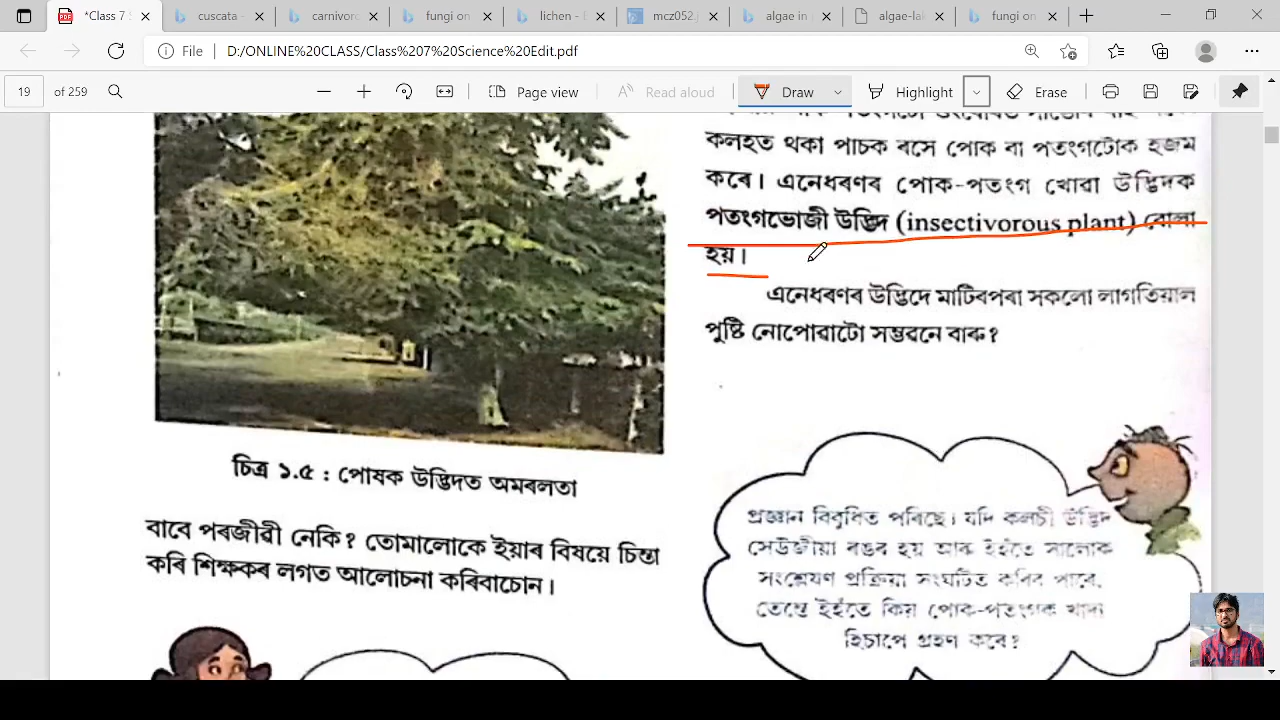 *Class 7 S
cuscata -
carnivoro
fungi on
lichen -
mcz052.j
algae in
algae-lak
fungi on
File
D:/ONLINE%20CLASS/Class%207%20Science%20Edit.pdf
19 of 259
Page view
Read aloud
Draw
Highlight
Erase
চিত্ৰ ১.৫ : পোষক উদ্ভিদত অমৰলতা
বাবে পৰজীৱী নেকি? তোমালোকে ইয়াৰ বিষয়ে চিন্তা
কৰি শিক্ষকৰ লগত আলোচনা কৰিবাচোন।
কলহত থকা পাচক ৰসে পোক বা পতংগটোক হজম
কৰে। এনেধৰণৰ পোক-পতংগ খোৱা উদ্ভিদক
পতংগভোজী উদ্ভিদ (insectivorous plant) বোলা
হয়।
এনেধৰণৰ উদ্ভিদে মাটিৰপৰা সকলো লাগতিয়াল
পুষ্টি নোপোৱাটো সম্ভৱনে বাৰু?
প্ৰজ্ঞান বিবুধিত পৰিছে। যদি কলচী উদ্ভিদ
সেউজীয়া ৰঙৰ হয় আৰু ইহঁতে সালোক
সংশ্লেষণ প্ৰক্ৰিয়া সংঘটিত কৰিব পাৰে,
তেন্তে ইহঁতে কিয় পোক-পতংগক খাদ্য
হিচাপে গ্ৰহণ কৰে?